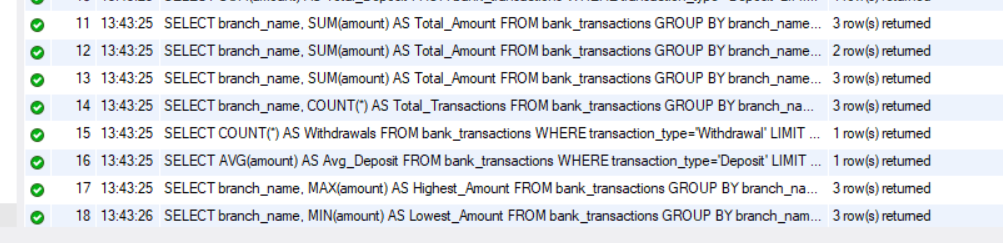 11 13:43:25 SELECT branch_name, SUM(amount) AS Total_Amount FROM bank_transactions GROUP BY branch_name... 3 row(s) returned
12 13:43:25 SELECT branch_name, SUM(amount) AS Total_Amount FROM bank_transactions GROUP BY branch_name... 2 row(s) returned
13 13:43:25 SELECT branch_name, SUM(amount) AS Total_Amount FROM bank_transactions GROUP BY branch_name... 3 row(s) returned
14 13:43:25 SELECT branch_name, COUNT(*) AS Total_Transactions FROM bank_transactions GROUP BY branch_na... 3 row(s) returned
15 13:43:25 SELECT COUNT(*) AS Withdrawals FROM bank_transactions WHERE transaction_type='Withdrawal' LIMIT ... 1 row(s) returned
16 13:43:25 SELECT AVG(amount) AS Avg_Deposit FROM bank_transactions WHERE transaction_type='Deposit' LIMIT ... 1 row(s) returned
17 13:43:25 SELECT branch_name, MAX(amount) AS Highest_Amount FROM bank_transactions GROUP BY branch_na... 3 row(s) returned
18 13:43:26 SELECT branch_name, MIN(amount) AS Lowest_Amount FROM bank_transactions GROUP BY branch_nam... 3 row(s) returned